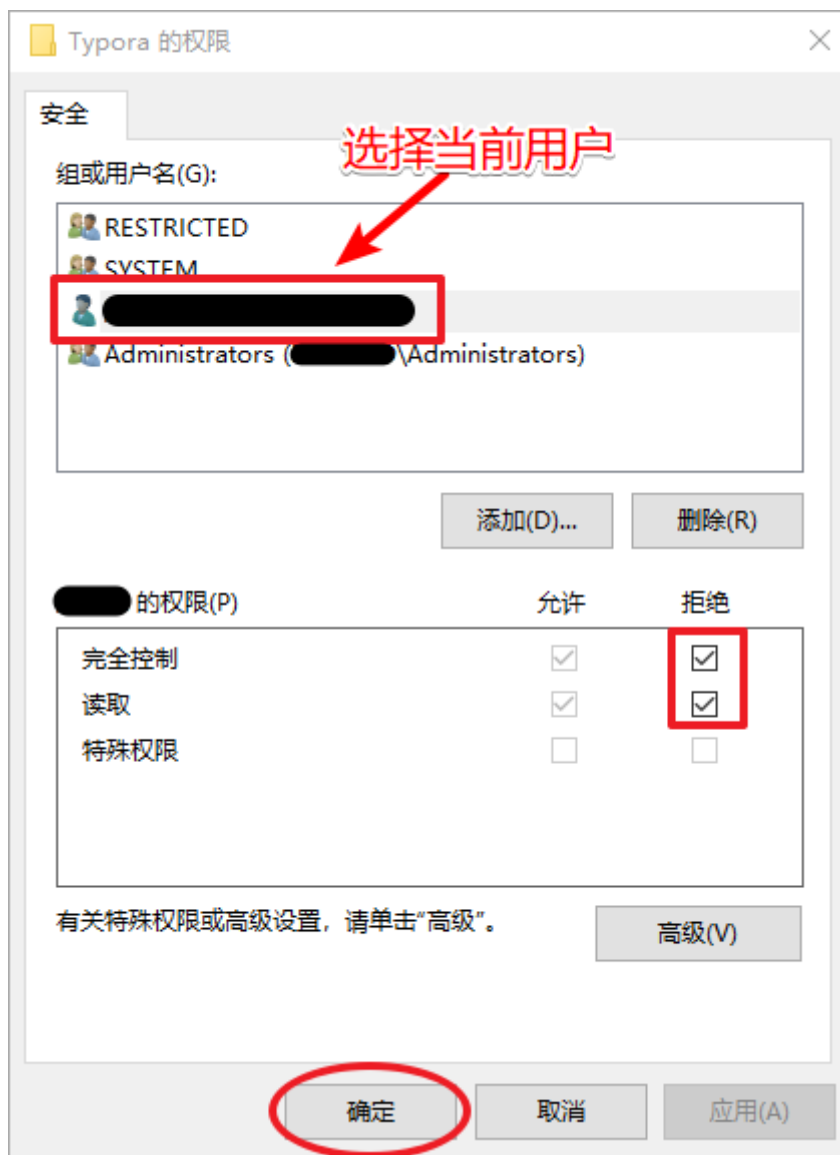 Typora 的权限
安全
选择当前用户
组或用户名(G):
RESTRICTED
SYSTEM
Administrators (\Administrators)
添加(D)...
删除(R)
的权限(P)
允许
拒绝
完全控制
读取
特殊权限
有关特殊权限或高级设置，请单击“高级”。
高级(V)
确定
取消
应用(A)